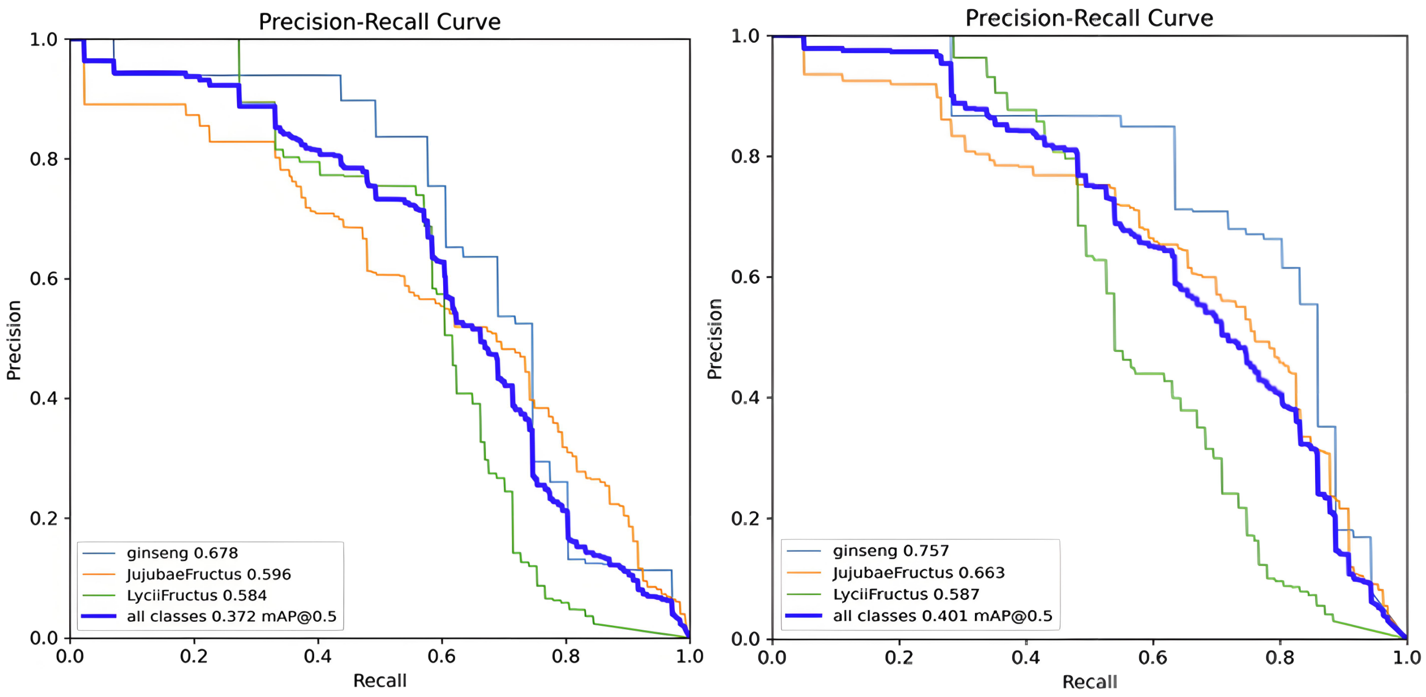 Precision-Recall Curve
1.0
0.8
0.6
0.4
0.2
0.0
Precision
ginseng 0.678
JujubaeFructus 0.596
LyciiFructus 0.584
all classes 0.372 mAP@0.5
0.0 0.2 0.4 0.6 0.8 1.0
Recall
Precision-Recall Curve
1.0
0.8
0.6
0.4
0.2
0.0
Precision
ginseng 0.757
JujubaeFructus 0.663
LyciiFructus 0.587
all classes 0.401 mAP@0.5
0.0 0.2 0.4 0.6 0.8 1.0
Recall